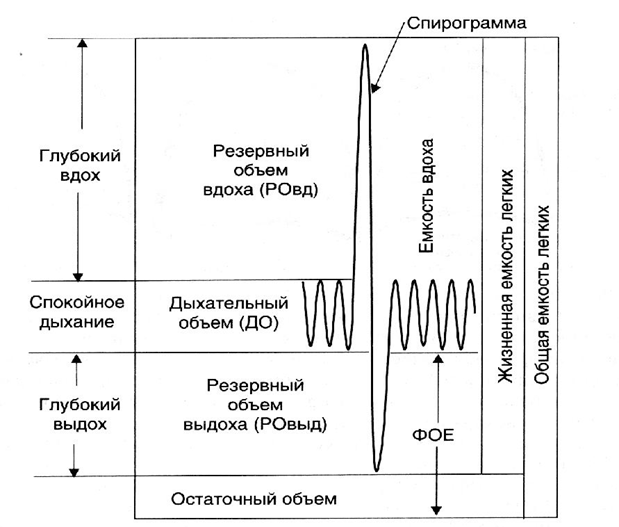 Спирограмма
Глубокий
вдох
Резервный
объем
вдоха (РОвд)
Емкость вдоха
Жизненная емкость легких
Общая емкость легких
Спокойное
дыхание
Дыхательный
объем (ДО)
Глубокий
выдох
Резервный
объем
выдоха (РОвыд)
ФОЕ
Остаточный объем